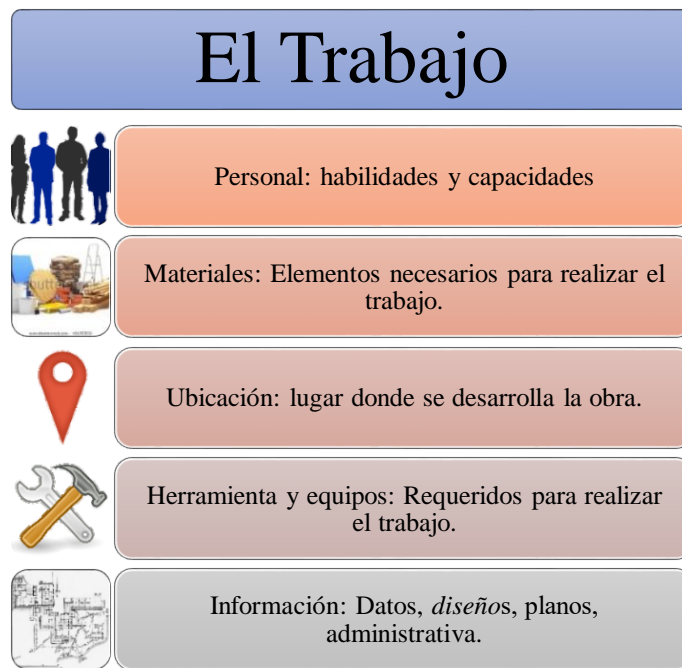 El Trabajo
Personal: habilidades y capacidades
Materiales: Elementos necesarios para realizar el
trabajo.
Ubicación: lugar donde se desarrolla la obra.
Herramienta y equipos: Requeridos para realizar
el trabajo.
Información: Datos, diseños, planos,
administrativa.